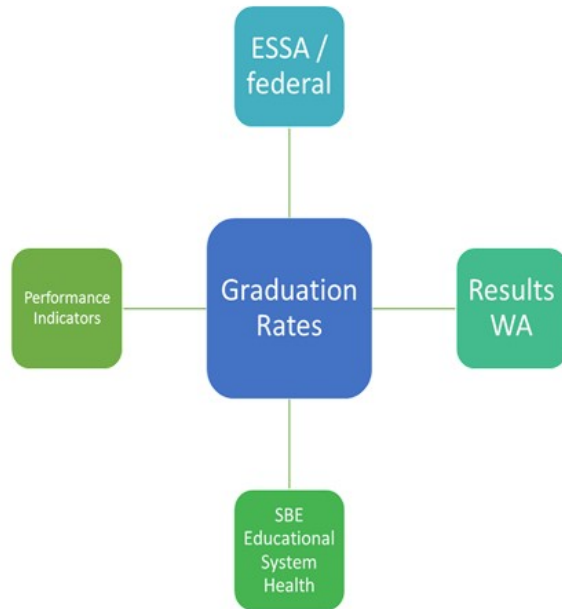 ESSA /
federal
Performance
Indicators
Graduation
Rates
Results
WA
SBE
Educational
System
Health